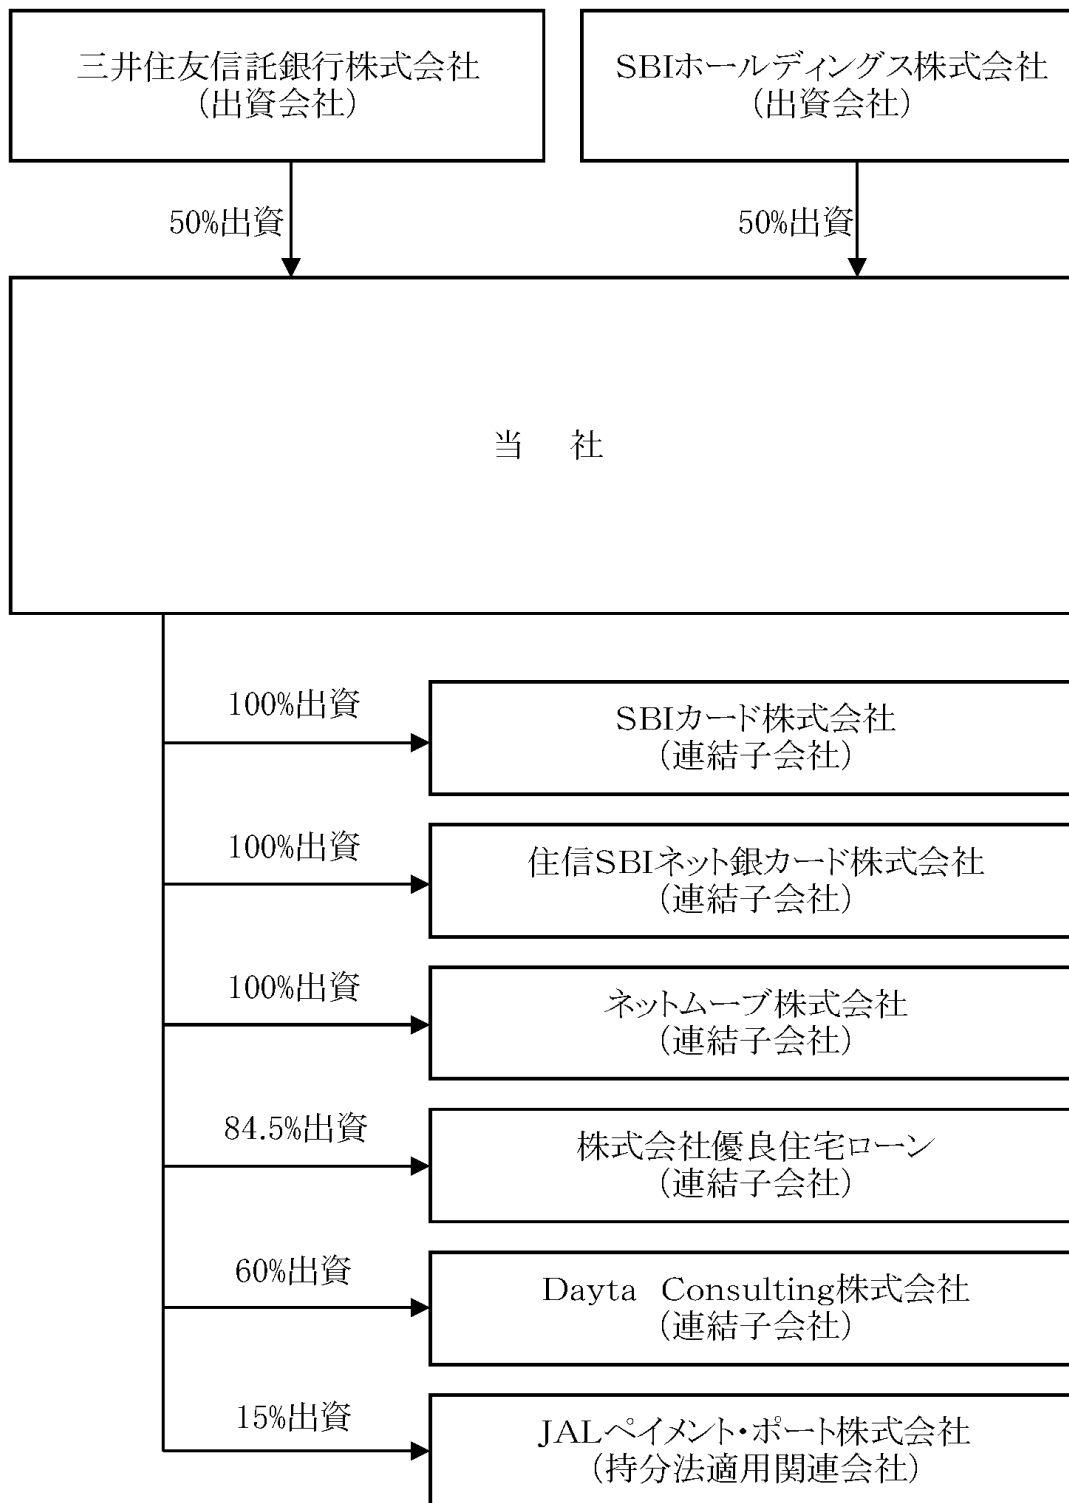 三井住友信託銀行株式会社
(出資会社)
SBIホールディングス株式会社
(出資会社)
50%出資
50%出資
当 社
100%出資
SBIカード株式会社
(連結子会社)
100%出資
住信SBIネット銀カード株式会社
(連結子会社)
100%出資
ネットムーブ株式会社
(連結子会社)
84.5%出資
株式会社優良住宅ローン
(連結子会社)
60%出資
Dayta Consulting株式会社
(連結子会社)
15%出資
JALペイメント・ポート株式会社
(持分法適用関連会社)